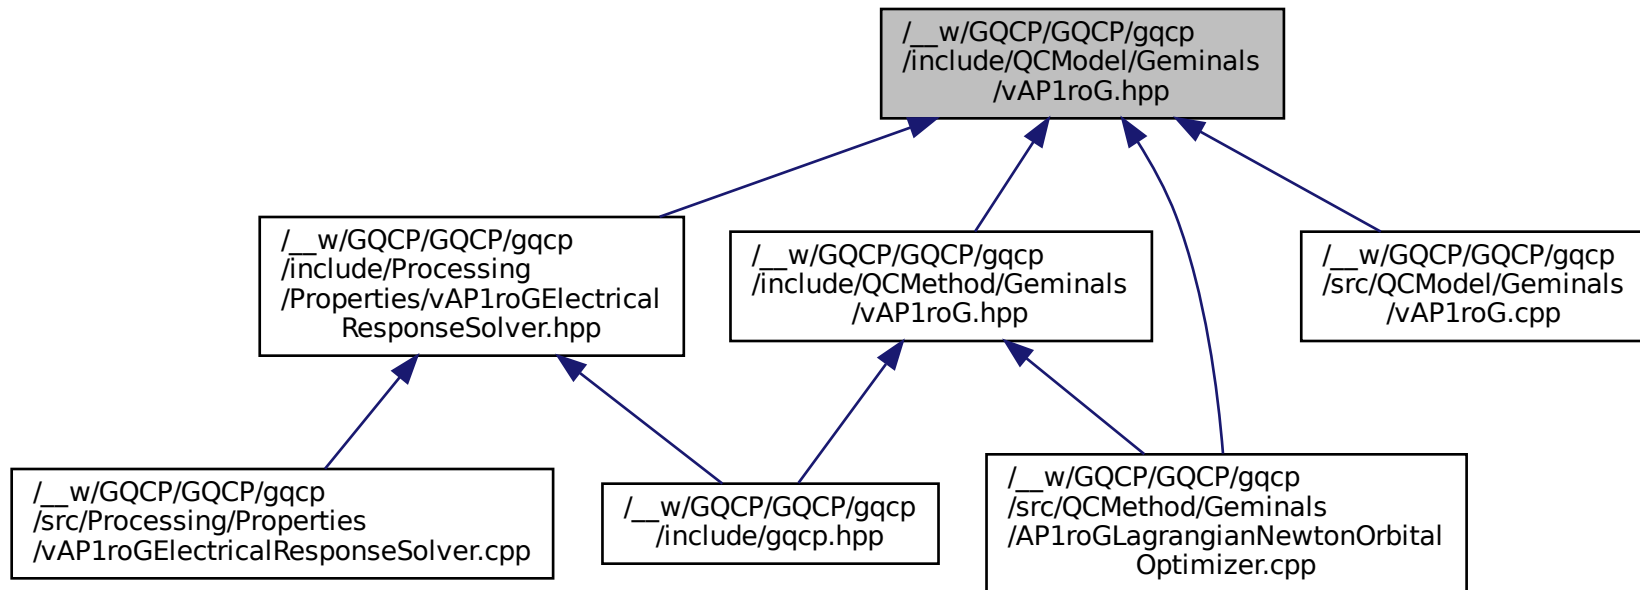 /__w/GQCP/GQCP/gqcp
/include/QCModel/Geminals
/vAP1roG.hpp
/__w/GQCP/GQCP/gqcp
/include/Processing
/Properties/vAP1roGElectrical
ResponseSolver.hpp
/__w/GQCP/GQCP/gqcp
/include/QCMethod/Geminals
/vAP1roG.hpp
/__w/GQCP/GQCP/gqcp
/src/QCModel/Geminals
/vAP1roG.cpp
/__w/GQCP/GQCP/gqcp
/src/Processing/Properties
/vAP1roGElectricalResponseSolver.cpp
/__w/GQCP/GQCP/gqcp
/include/gqcp.hpp
/__w/GQCP/GQCP/gqcp
/src/QCMethod/Geminals
/AP1roGLagrangianNewtonOrbital
Optimizer.cpp